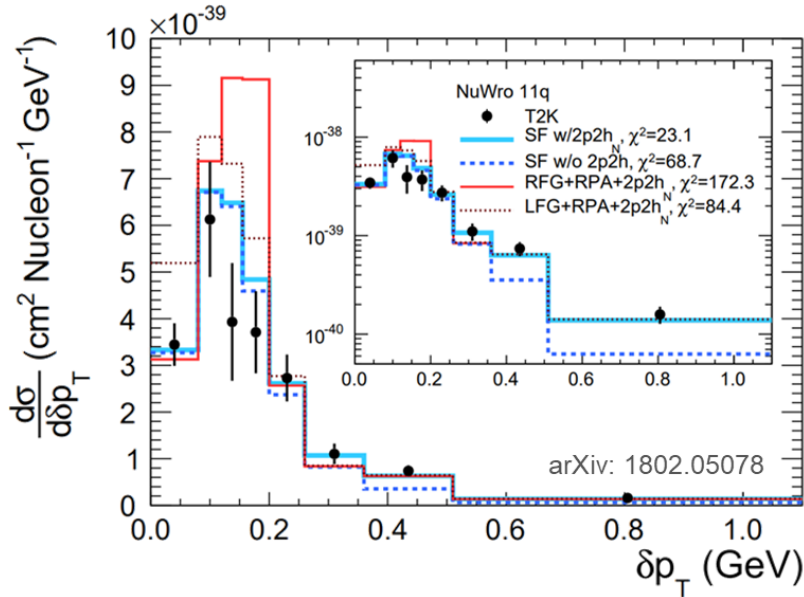 ×10⁻³⁹
dσ/dδp_T (cm² Nucleon⁻¹ GeV⁻¹)
10
9
8
7
6
5
4
3
2
1
0
NuWro 11q
T2K
SF w/2p2h_N, χ²=23.1
SF w/o 2p2h, χ²=68.7
RFG+RPA+2p2h_N, χ²=172.3
LFG+RPA+2p2h_N, χ²=84.4
10⁻³⁸
10⁻³⁹
10⁻⁴⁰
0.0 0.2 0.4 0.6 0.8 1.0
arXiv: 1802.05078
0.0 0.2 0.4 0.6 0.8 1.0
δp_T (GeV)